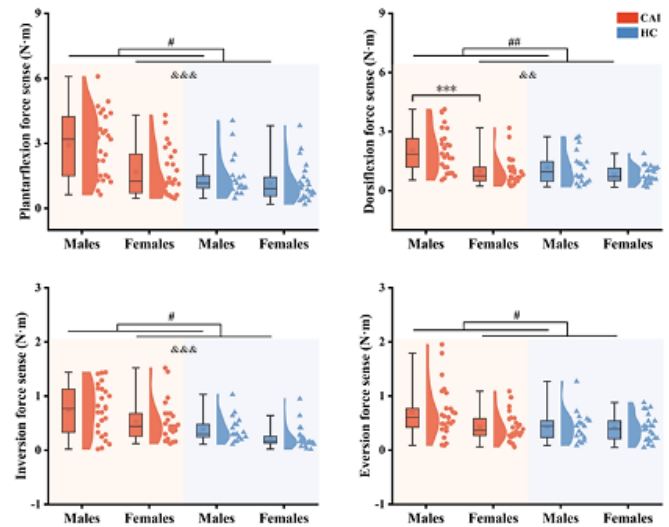 Plantarflexion force sense (N·m)
9
6
3
0
#
&&&
Males Females Males Females
Dorsiflexion force sense (N·m)
9
6
3
0
##
&&
***
CAI
HC
Males Females Males Females
Inversion force sense (N·m)
3
2
1
0
-1
#
&&&
Males Females Males Females
Eversion force sense (N·m)
3
2
1
0
-1
#
Males Females Males Females